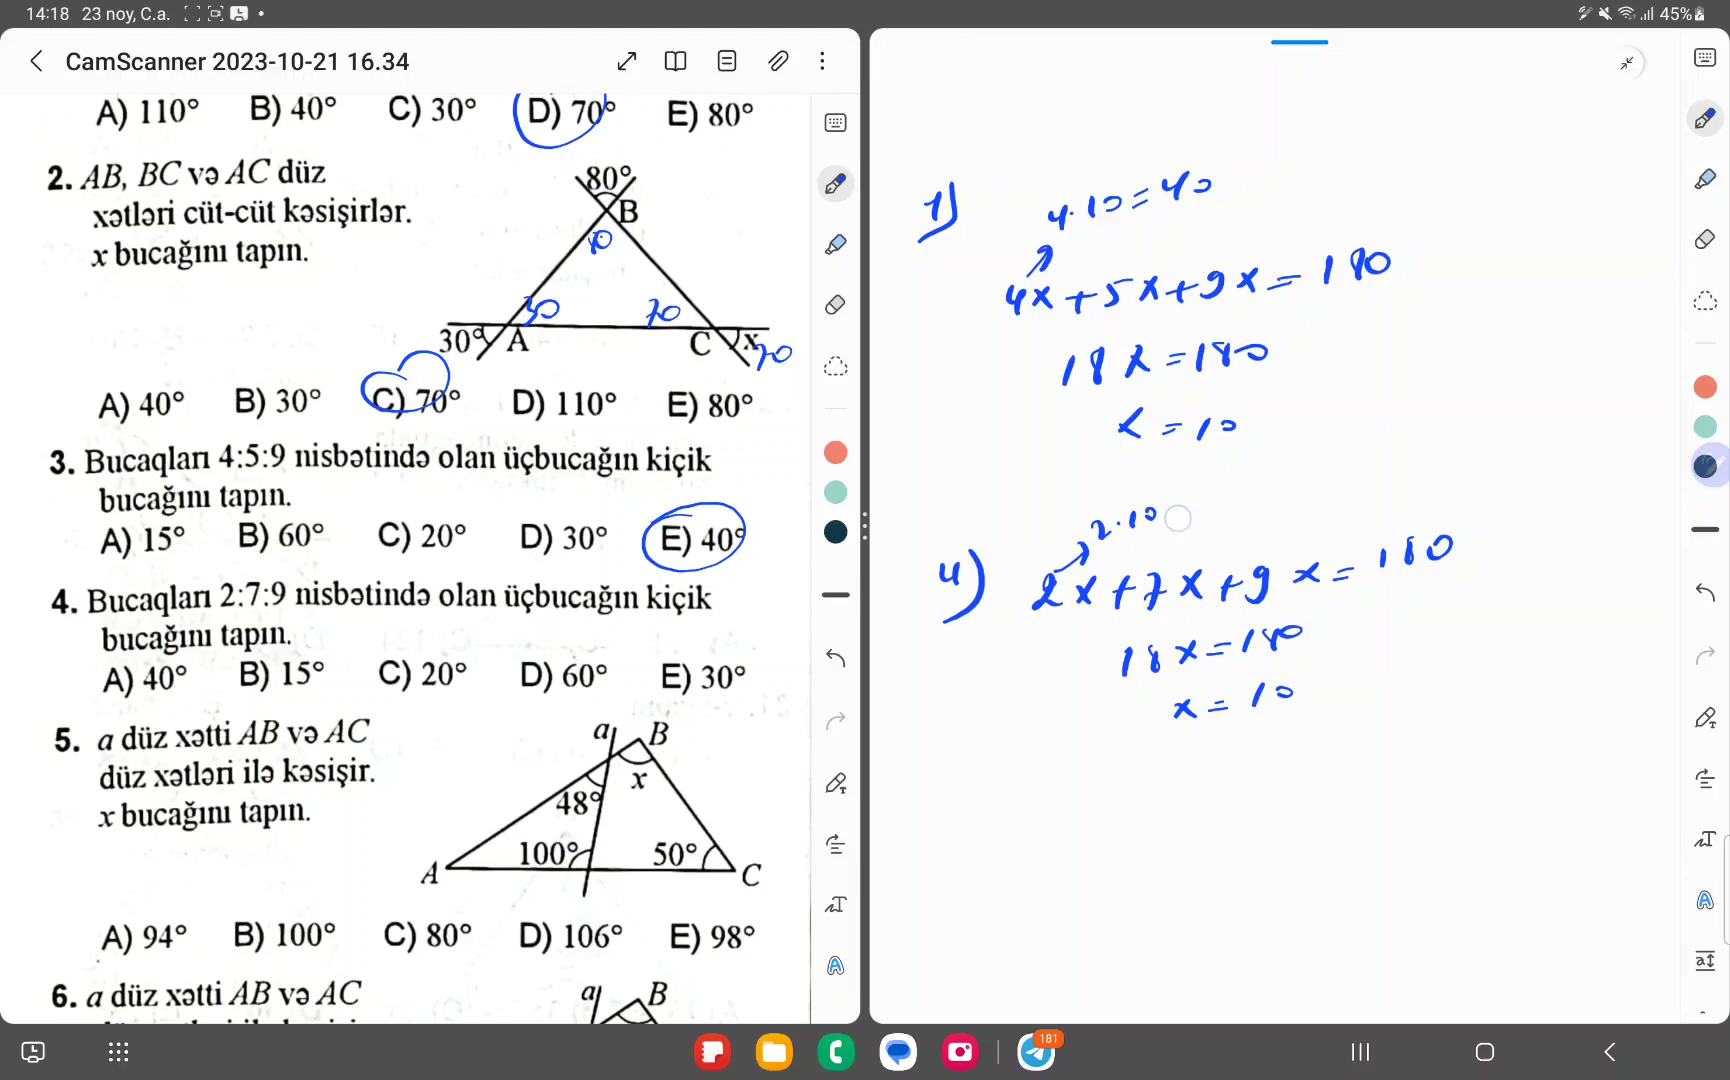 14:18 23 noy, C.a.
45%
CamScanner 2023-10-21 16.34
A) 110° B) 40° C) 30° D) 70° E) 80°
2. AB, BC və AC düz
xətləri cüt-cüt kəsişirlər.
x bucağını tapın.
80°
B
80
30
70
30° A
C x
70
A) 40° B) 30° C) 70° D) 110° E) 80°
3. Bucaqları 4:5:9 nisbətində olan üçbucağın kiçik
bucağını tapın.
A) 15° B) 60° C) 20° D) 30° E) 40°
4. Bucaqları 2:7:9 nisbətində olan üçbucağın kiçik
bucağını tapın.
A) 40° B) 15° C) 20° D) 60° E) 30°
5. a düz xətti AB və AC
düz xətləri ilə kəsişir.
x bucağını tapın.
a B
x
48°
100° 50°
A C
A) 94° B) 100° C) 80° D) 106° E) 98°
6. a düz xətti AB və AC
a B
1)
4·10=40
4x+5x+9x=180
18x=180
x=10
2·10
4) 2x+7x+9x=180
18x=180
x=10
181